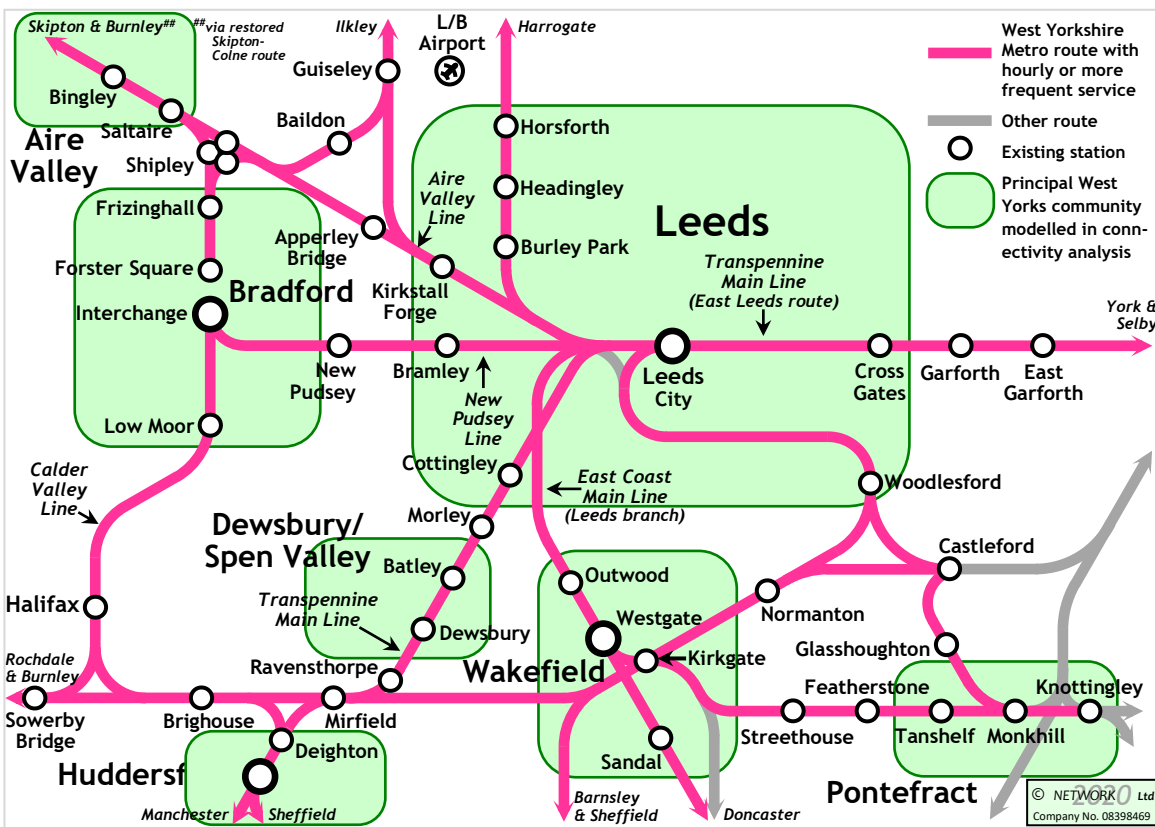 Skipton & Burnley##
##via restored
Skipton-
Colne route
Ilkley
L/B
Airport
Harrogate
West Yorkshire
Metro route with
hourly or more
frequent service
Other route
Existing station
Principal West
Yorks community
modelled in conn-
ectivity analysis
Guiseley
Bingley
Saltaire
Baildon
Horsforth
Aire
Valley
Shipley
Aire
Valley
Line
Headingley
Frizinghall
Leeds
Apperley
Bridge
Burley Park
Forster Square
Bradford
Kirkstall
Forge
Transpennine
Main Line
(East Leeds route)
Interchange
York &
Selby
New
Pudsey
Bramley
Leeds
City
Cross
Gates
Garforth
East
Garforth
New
Pudsey
Line
Low Moor
Calder
Valley
Line
Cottingley
East Coast
Main Line
(Leeds branch)
Woodlesford
Morley
Dewsbury/
Spen Valley
Castleford
Batley
Outwood
Normanton
Halifax
Transpennine
Main Line
Westgate
Dewsbury
Glasshoughton
Rochdale
& Burnley
Ravensthorpe
Wakefield
Kirkgate
Featherstone
Knottingley
Sowerby
Bridge
Brighouse
Mirfield
Streethouse
Tanshelf
Monkhill
Deighton
Sandal
Huddersf
Pontefract
Manchester
Sheffield
Barnsley
& Sheffield
Doncaster
© NETWORK 2020 Ltd
Company No. 08398469